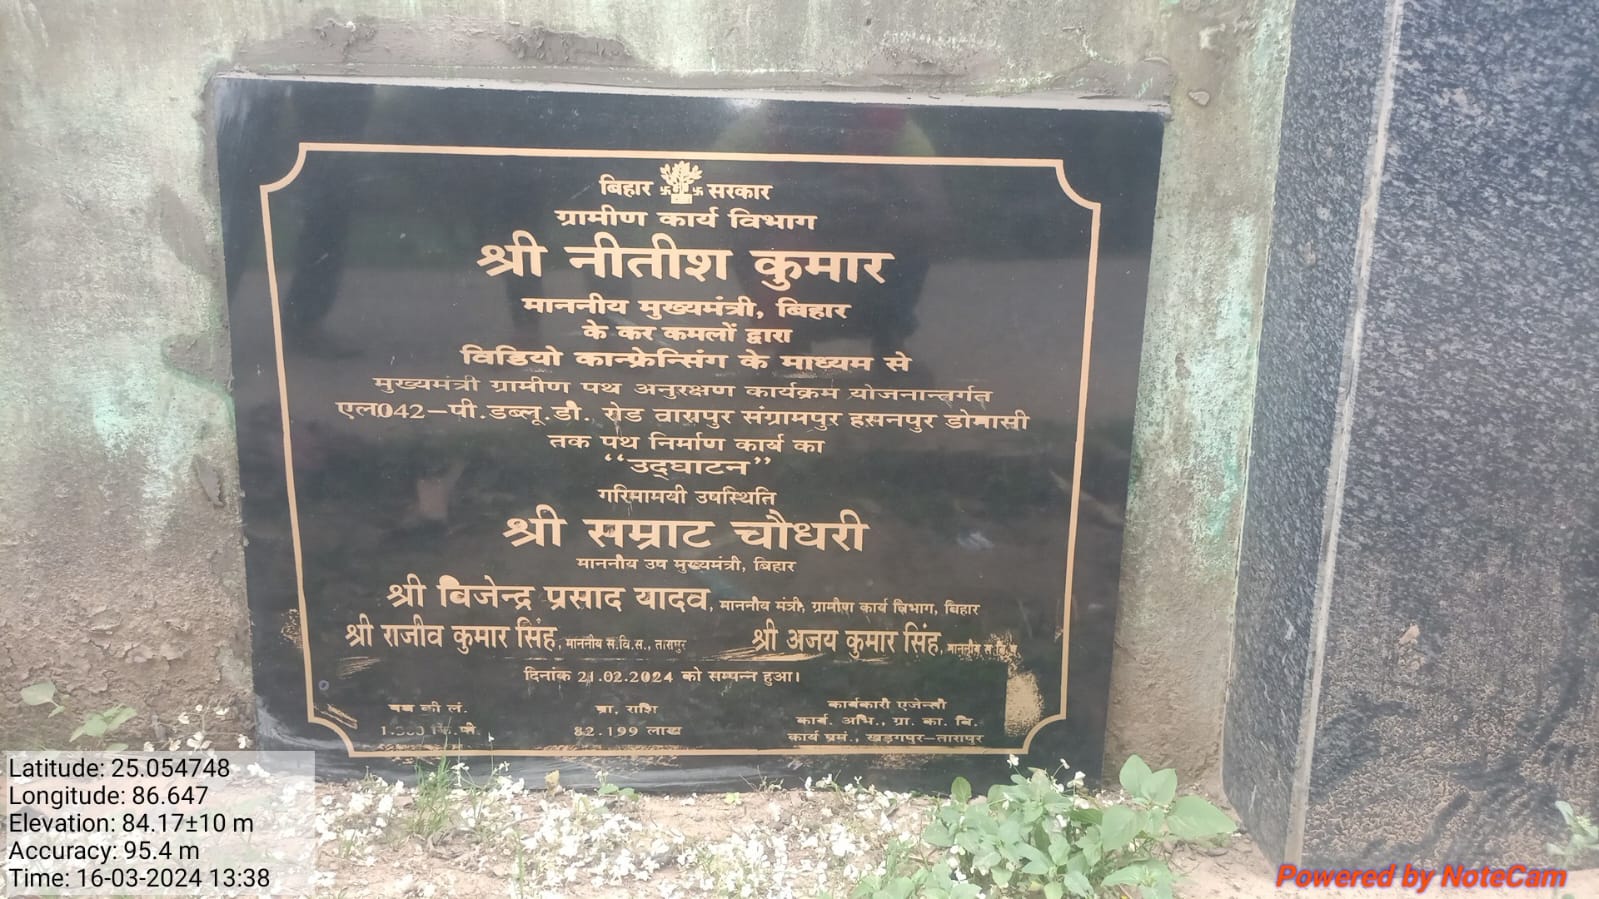 बिहार सरकार
ग्रामीण कार्य विभाग
श्री नीतीश कुमार
माननीय मुख्यमंत्री, बिहार
के कर कमलों द्वारा
विडियो कान्फ्रेन्सिंग के माध्यम से
मुख्यमंत्री ग्रामीण पथ अनुरक्षण कार्यक्रम योजनान्तर्गत
एल042-पी.डब्लू.डी. रोड तारापुर संग्रामपुर हसनपुर डोमासी
तक पथ निर्माण कार्य का
"उद्घाटन"
गरिमामयी उपस्थिति
श्री सम्राट चौधरी
माननीय उप मुख्यमंत्री, बिहार
श्री बिजेन्द्र प्रसाद यादव, माननीय मंत्री, ग्रामीण कार्य विभाग, बिहार
श्री राजीव कुमार सिंह, माननीय स.वि.स., तारापुर श्री अजय कुमार सिंह, माननीय स.वि.प.
दिनांक 21.02.2024 को सम्पन्न हुआ।
पथ की लं. प्रा. राशि कार्यकारी एजेन्सी
82.199 लाख कार्य. अभि., ग्रा. का. वि.
कार्य प्रमं., खड़गपुर-तारापुर
Latitude: 25.054748
Longitude: 86.647
Elevation: 84.17±10 m
Accuracy: 95.4 m
Time: 16-03-2024 13:38
Powered by NoteCam